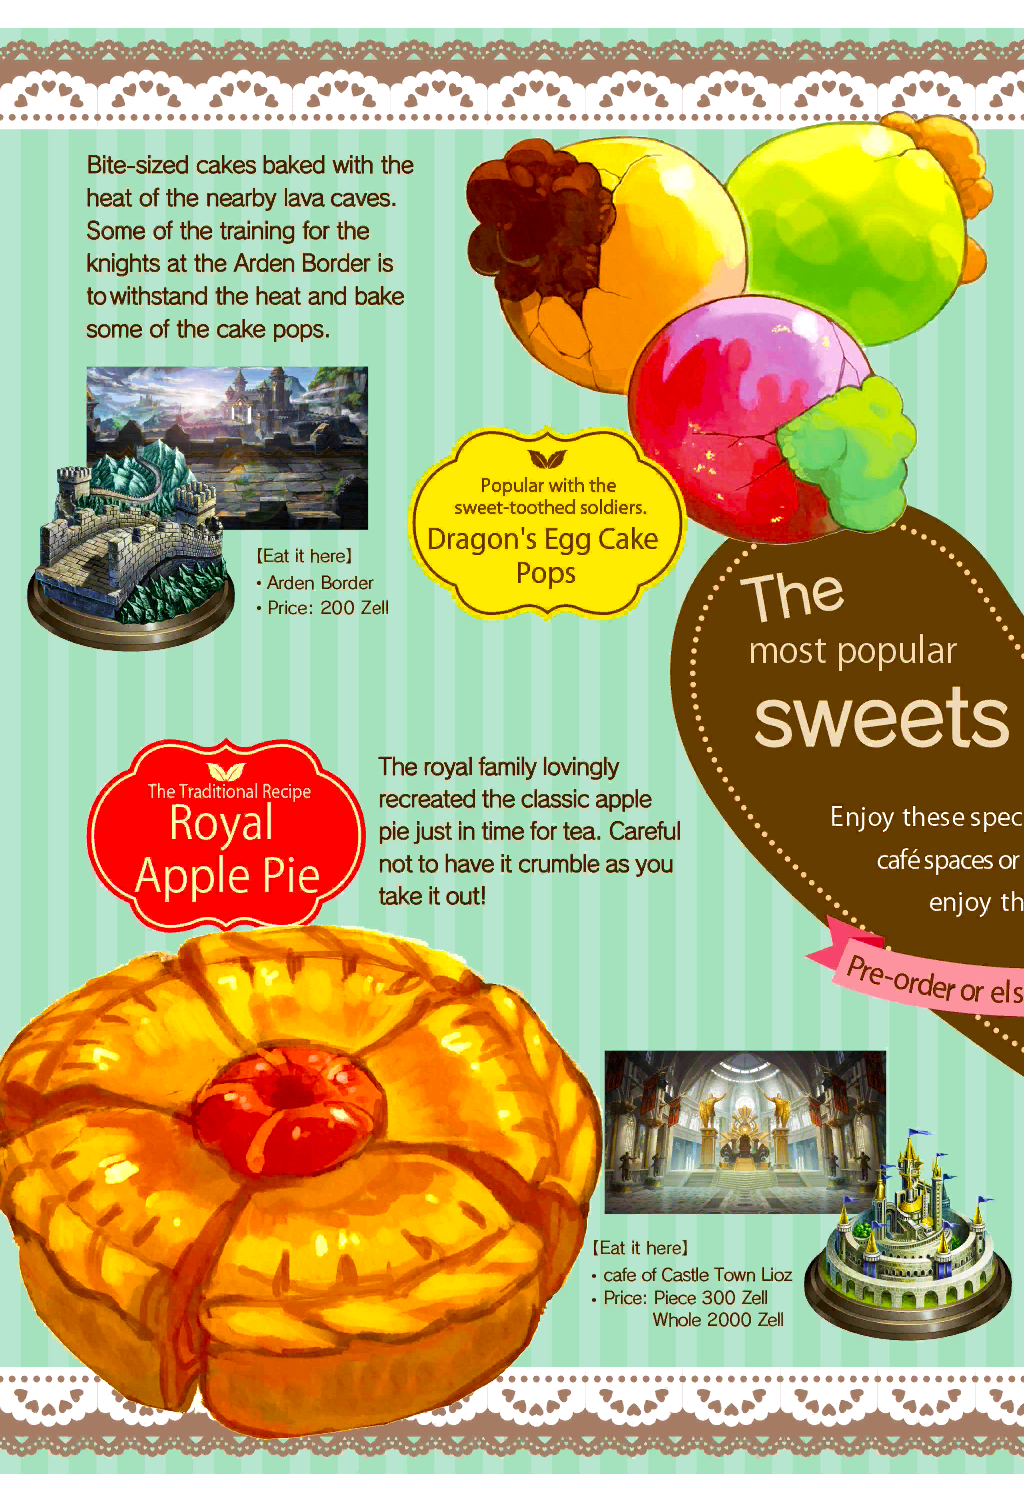 Bite-sized cakes baked with the
heat of the nearby lava caves.
Some of the training for the
knights at the Arden Border is
to withstand the heat and bake
some of the cake pops.
【Eat it here】
・Arden Border
・Price: 200 Zell
Popular with the
sweet-toothed soldiers.
Dragon's Egg Cake
Pops
The
most popular
sweets
Enjoy these spec
café spaces or
enjoy th
Pre-order or els
The Traditional Recipe
Royal
Apple Pie
The royal family lovingly
recreated the classic apple
pie just in time for tea. Careful
not to have it crumble as you
take it out!
【Eat it here】
・cafe of Castle Town Lioz
・Price: Piece 300 Zell
Whole 2000 Zell